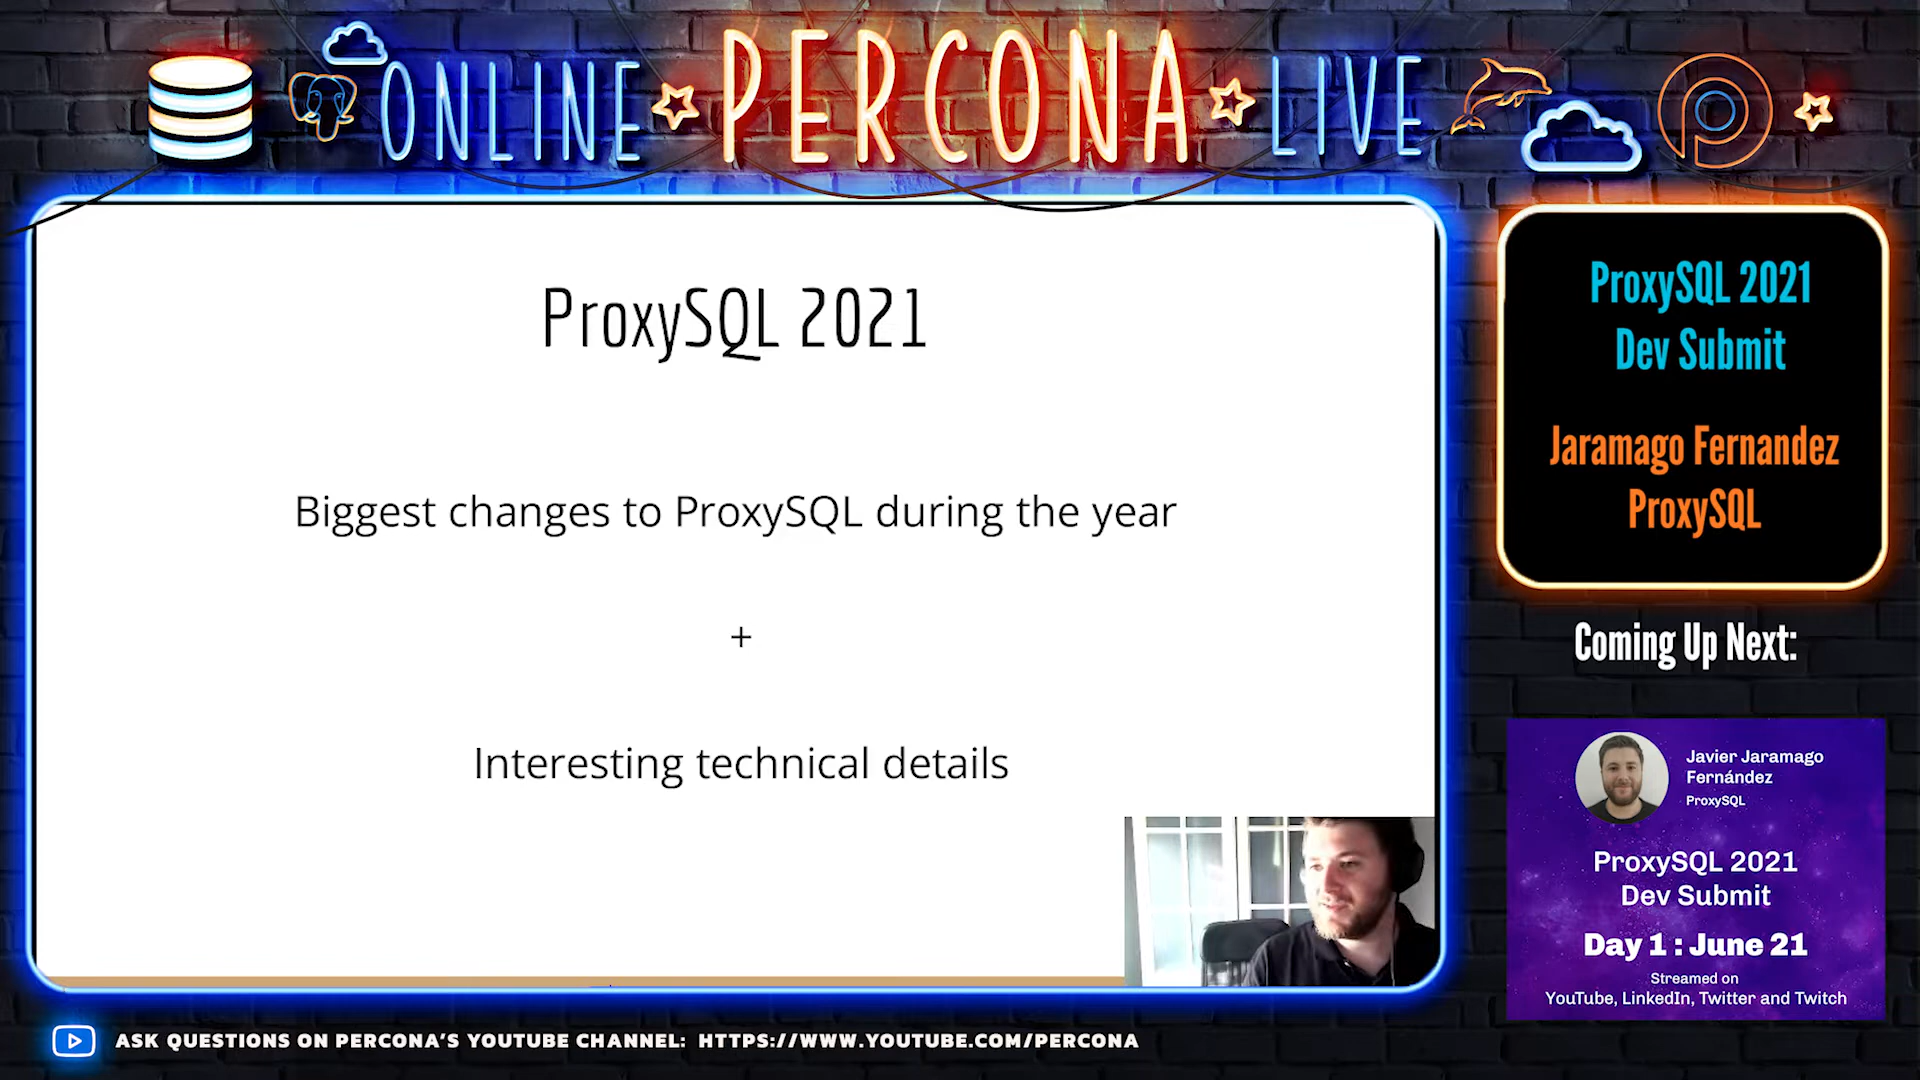 ONLINE PERCONA LIVE
ProxySQL 2021
Biggest changes to ProxySQL during the year
+
Interesting technical details
ProxySQL 2021
Dev Submit
Jaramago Fernandez
ProxySQL
Coming Up Next:
Javier Jaramago
Fernández
ProxySQL
ProxySQL 2021
Dev Submit
Day 1 : June 21
Streamed on
YouTube, LinkedIn, Twitter and Twitch
ASK QUESTIONS ON PERCONA'S YOUTUBE CHANNEL: HTTPS://WWW.YOUTUBE.COM/PERCONA